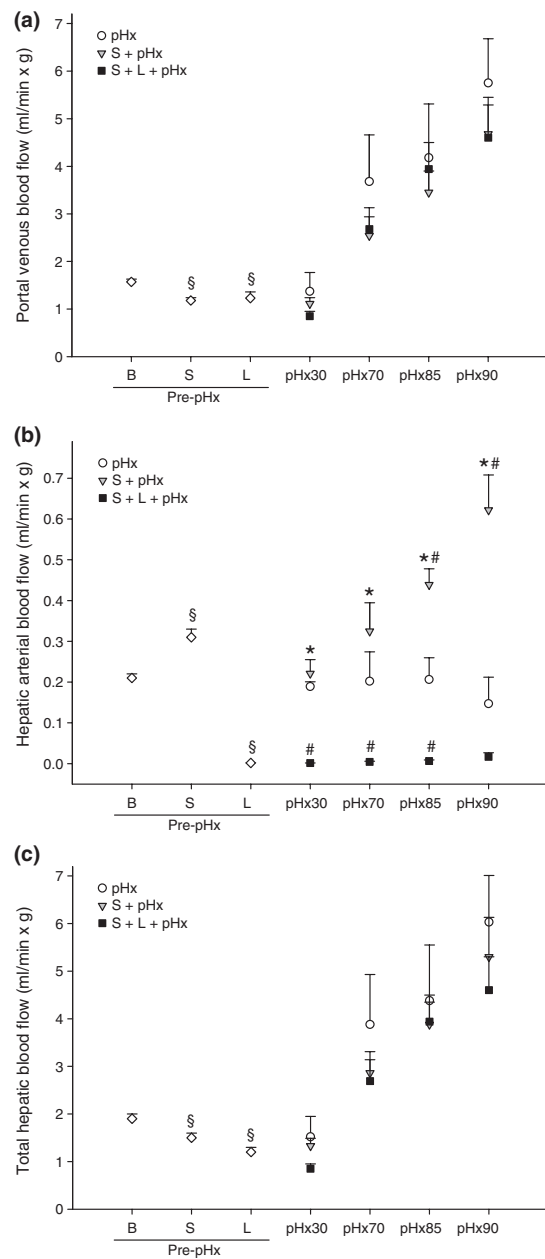 (a)
7
6
5
4
3
2
1
0
Portal venous blood flow (ml/min x g)
pHx
S + pHx
S + L + pHx
§ §
B S L pHx30 pHx70 pHx85 pHx90
Pre-pHx
(b)
0.7
0.6
0.5
0.4
0.3
0.2
0.1
0.0
Hepatic arterial blood flow (ml/min x g)
pHx
S + pHx
S + L + pHx
*#
*#
*
§
*
§ # # #
B S L pHx30 pHx70 pHx85 pHx90
Pre-pHx
(c)
7
6
5
4
3
2
1
0
Total hepatic blood flow (ml/min x g)
pHx
S + pHx
S + L + pHx
§ §
B S L pHx30 pHx70 pHx85 pHx90
Pre-pHx